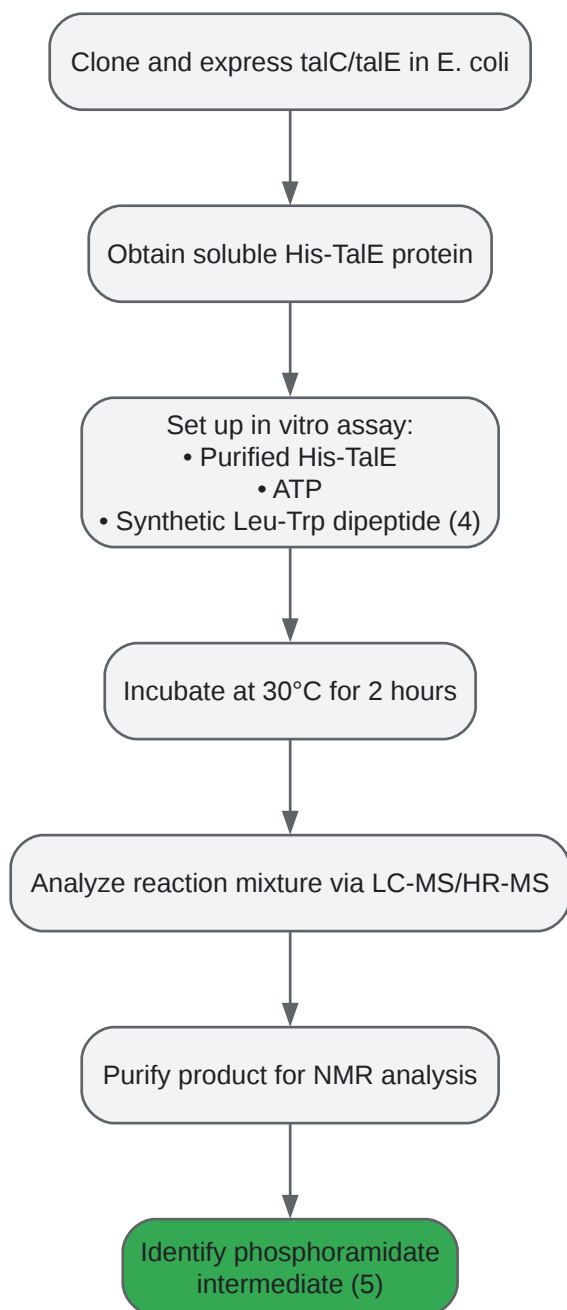 Clone and express talC/talE in E. coli
Obtain soluble His-TalE protein
Set up in vitro assay:
• Purified His-TalE
• ATP
• Synthetic Leu-Trp dipeptide (4)
Incubate at 30°C for 2 hours
Analyze reaction mixture via LC-MS/HR-MS
Purify product for NMR analysis
Identify phosphoramidate
intermediate (5)